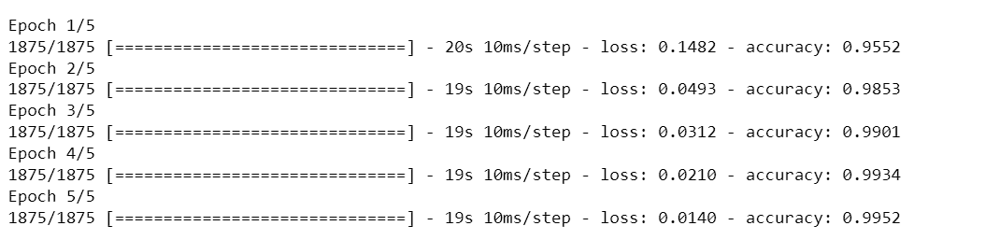 Epoch 1/5
1875/1875 [==============================] - 20s 10ms/step - loss: 0.1482 - accuracy: 0.9552
Epoch 2/5
1875/1875 [==============================] - 19s 10ms/step - loss: 0.0493 - accuracy: 0.9853
Epoch 3/5
1875/1875 [==============================] - 19s 10ms/step - loss: 0.0312 - accuracy: 0.9901
Epoch 4/5
1875/1875 [==============================] - 19s 10ms/step - loss: 0.0210 - accuracy: 0.9934
Epoch 5/5
1875/1875 [==============================] - 19s 10ms/step - loss: 0.0140 - accuracy: 0.9952